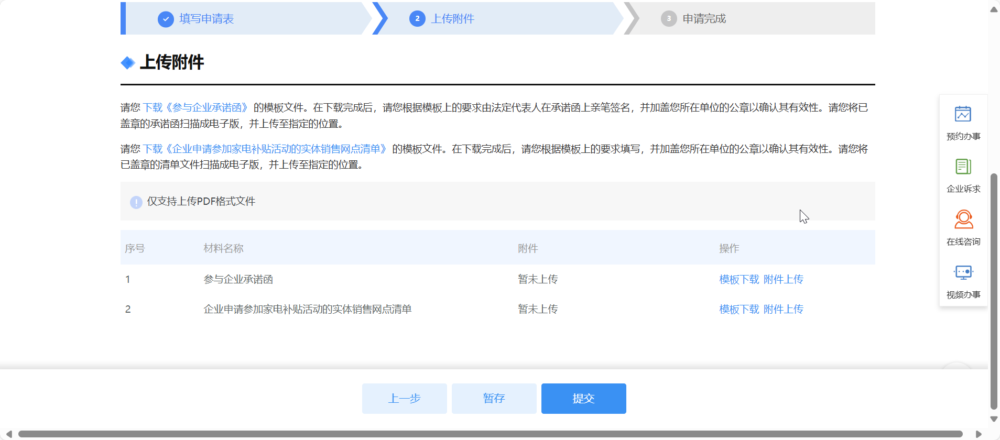 填写申请表
2 上传附件
3 申请完成
上传附件
请您 下载《参与企业承诺函》 的模板文件。在下载完成后，请您根据模板上的要求由法定代表人在承诺函上亲笔签名，并加盖您所在单位的公章以确认其有效性。请您将已
盖章的承诺函扫描成电子版，并上传至指定的位置。
请您 下载《企业申请参加家电补贴活动的实体销售网点清单》 的模板文件。在下载完成后，请您根据模板上的要求填写，并加盖您所在单位的公章以确认其有效性。请您将
已盖章的清单文件扫描成电子版，并上传至指定的位置。
仅支持上传PDF格式文件
序号 材料名称 附件 操作
1 参与企业承诺函 暂未上传 模板下载 附件上传
2 企业申请参加家电补贴活动的实体销售网点清单 暂未上传 模板下载 附件上传
上一步 暂存 提交
预约办事
企业诉求
在线咨询
视频办事